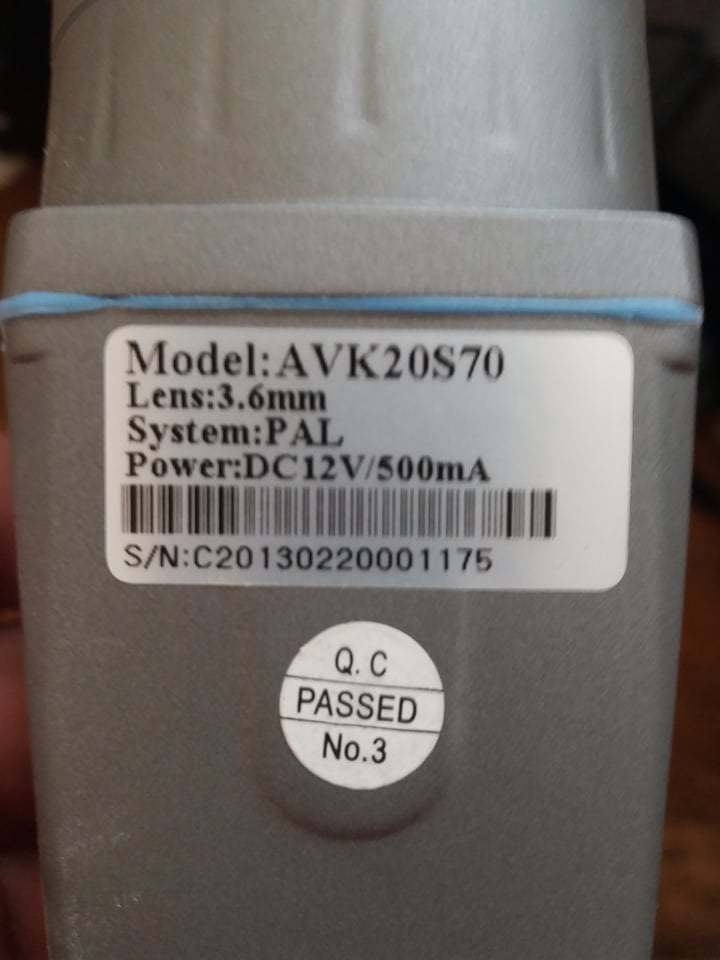 Model:AVK20S70
Lens:3.6mm
System:PAL
Power:DC12V/500mA
S/N:C20130220001175
Q.C
PASSED
No.3